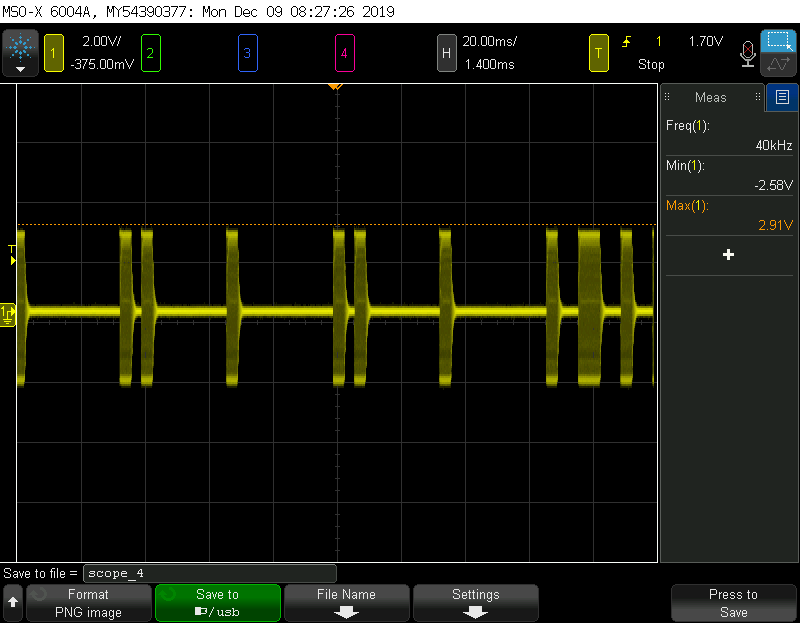 MSO-X 6004A, MY54390377: Mon Dec 09 08:27:26 2019
1 2.00V/ 2 3 4 H 20.00ms/ T 1 1.70V
-375.00mV 1.400ms Stop
Meas
Freq(1):
40kHz
Min(1):
-2.58V
Max(1):
2.91V
T
1
Save to file = scope_4
Format Save to File Name Settings Press to
PNG image /usb Save